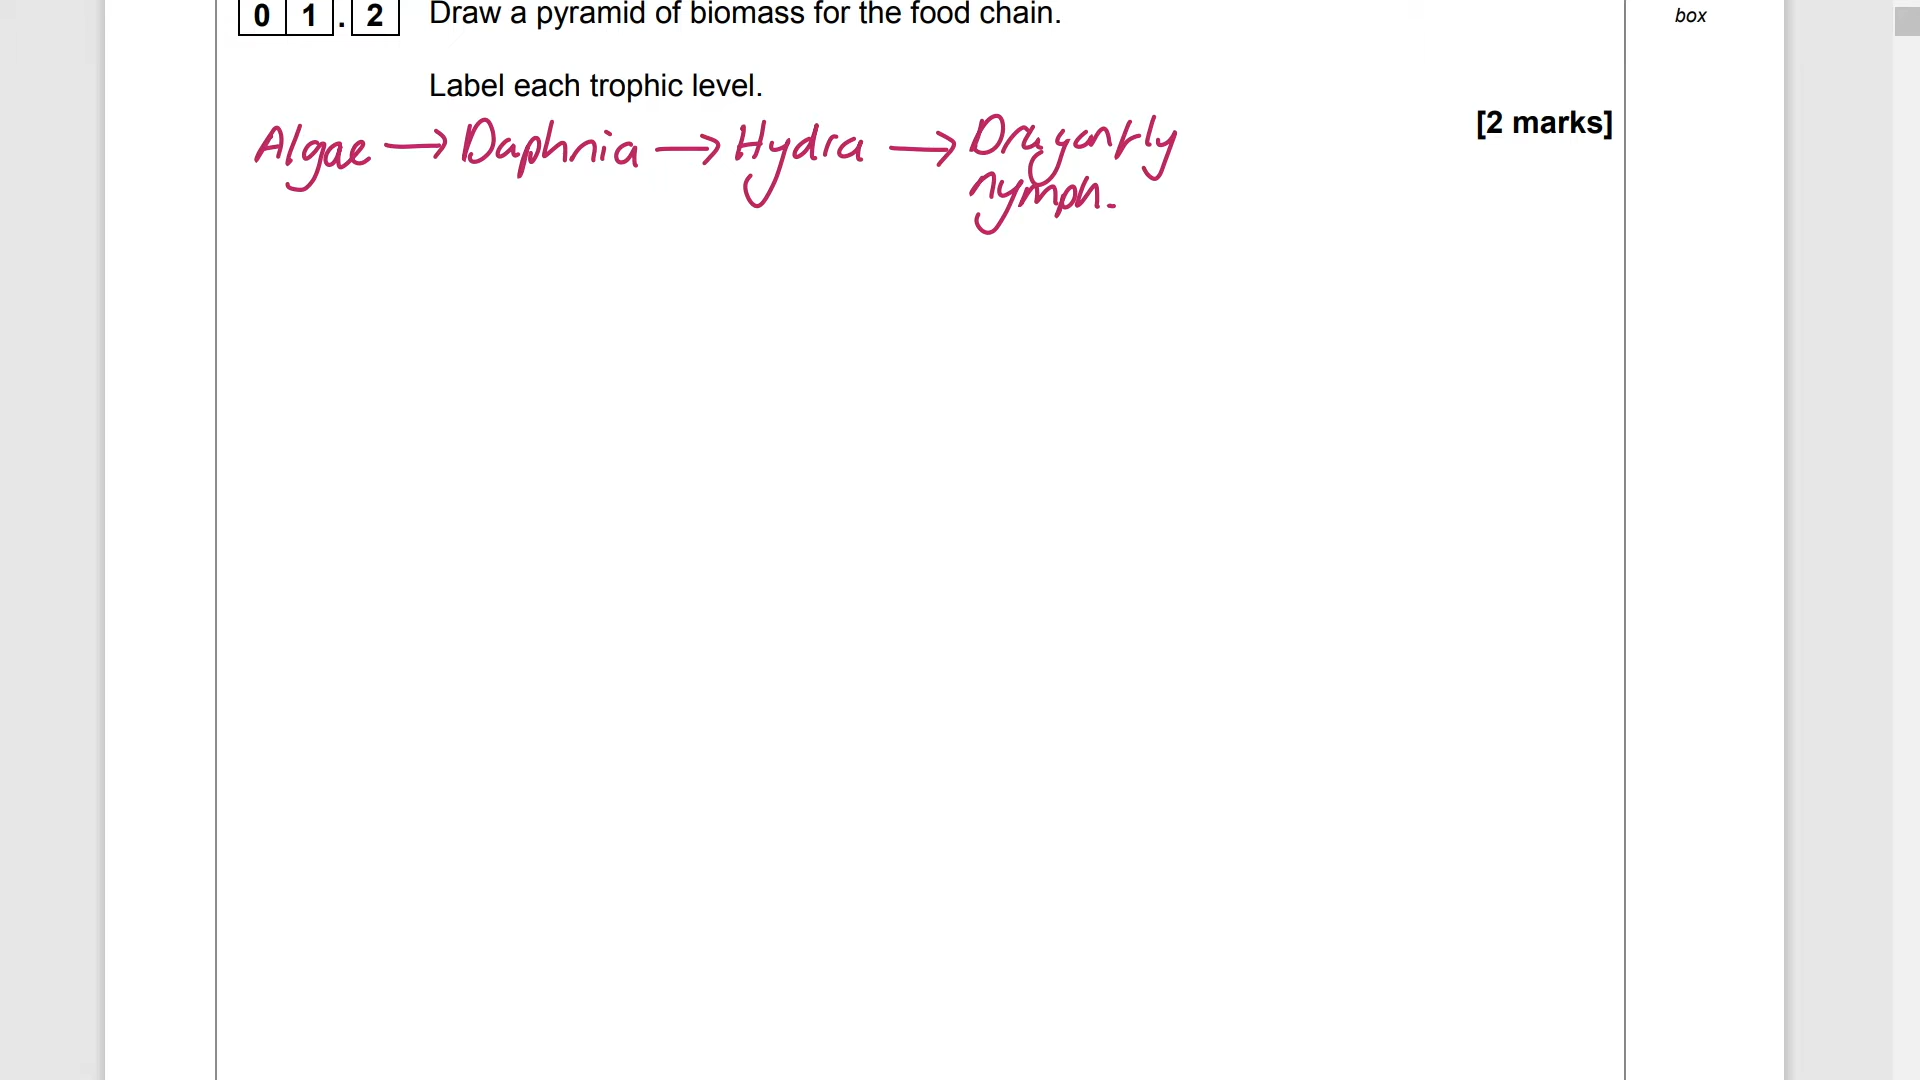 0 1 . 2 Draw a pyramid of biomass for the food chain.
box
Label each trophic level.
[2 marks]
Algae → Daphnia → Hydra → Dragonfly
nymph.